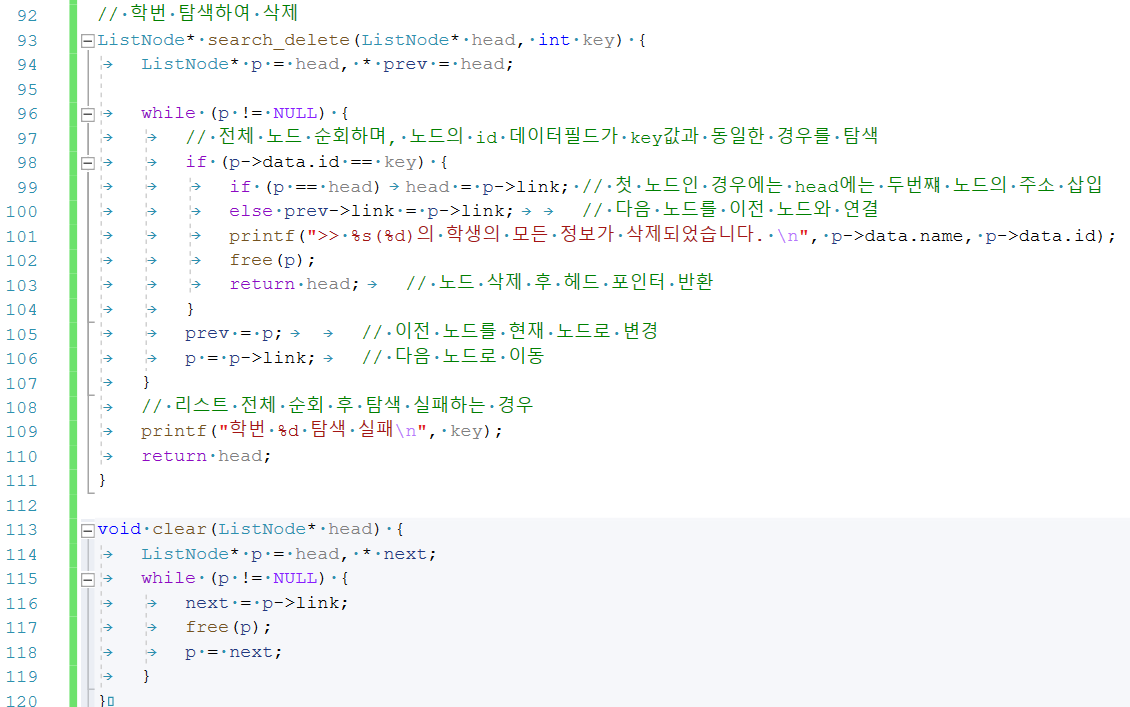 92 // 학번 탐색하여 삭제
93 ListNode* search_delete(ListNode* head, int key) {
94 ListNode* p = head, * prev = head;
95
96 while (p != NULL) {
97 // 전체 노드 순회하며, 노드의 id 데이터필드가 key값과 동일한 경우를 탐색
98 if (p->data.id == key) {
99 if (p == head) head = p->link; // 첫 노드인 경우에는 head에는 두번째 노드의 주소 삽입
100 else prev->link = p->link; // 다음 노드를 이전 노드와 연결
101 printf(">> %s(%d)의 학생의 모든 정보가 삭제되었습니다. \n", p->data.name, p->data.id);
102 free(p);
103 return head; // 노드 삭제 후 헤드 포인터 반환
104 }
105 prev = p; // 이전 노드를 현재 노드로 변경
106 p = p->link; // 다음 노드로 이동
107 }
108 // 리스트 전체 순회 후 탐색 실패하는 경우
109 printf("학번 %d 탐색 실패\n", key);
110 return head;
111 }
112
113 void clear(ListNode* head) {
114 ListNode* p = head, * next;
115 while (p != NULL) {
116 next = p->link;
117 free(p);
118 p = next;
119 }
120 }